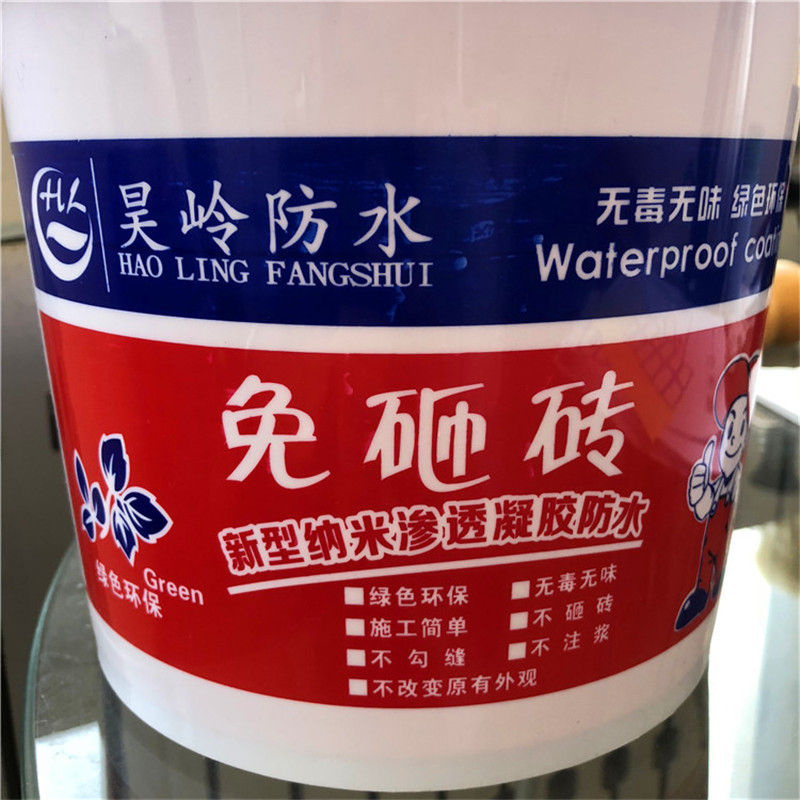 HL
昊岭防水
HAO LING FANGSHUI
无毒无味 绿色环保
Waterproof
免砸砖
新型纳米渗透凝胶防水
Green
绿色环保
绿色环保
无毒无味
施工简单
不砸砖
不勾缝
不注浆
不改变原有外观